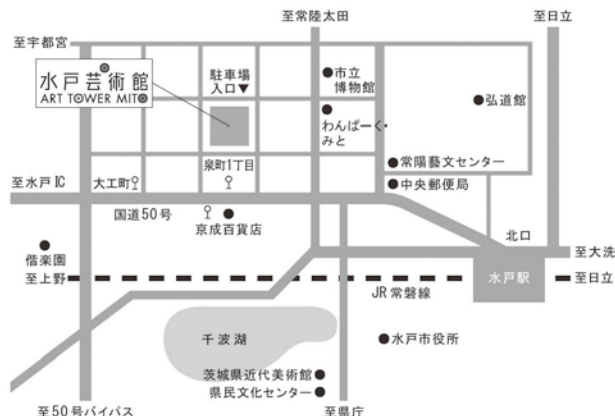 至常陸太田
至日立
至宇都宮
水戸芸術館
ART TOWER MITO
駐車場
入口▼
市立
博物館
弘道館
わんぱーく・
みと
泉町1丁目
常陽藝文センター
至水戸IC
大工町
中央郵便局
国道50号
京成百貨店
北口
偕楽園
至大洗
至上野
水戸駅
至日立
JR常磐線
千波湖
水戸市役所
茨城県近代美術館
県民文化センター
至50号バイパス
至県庁